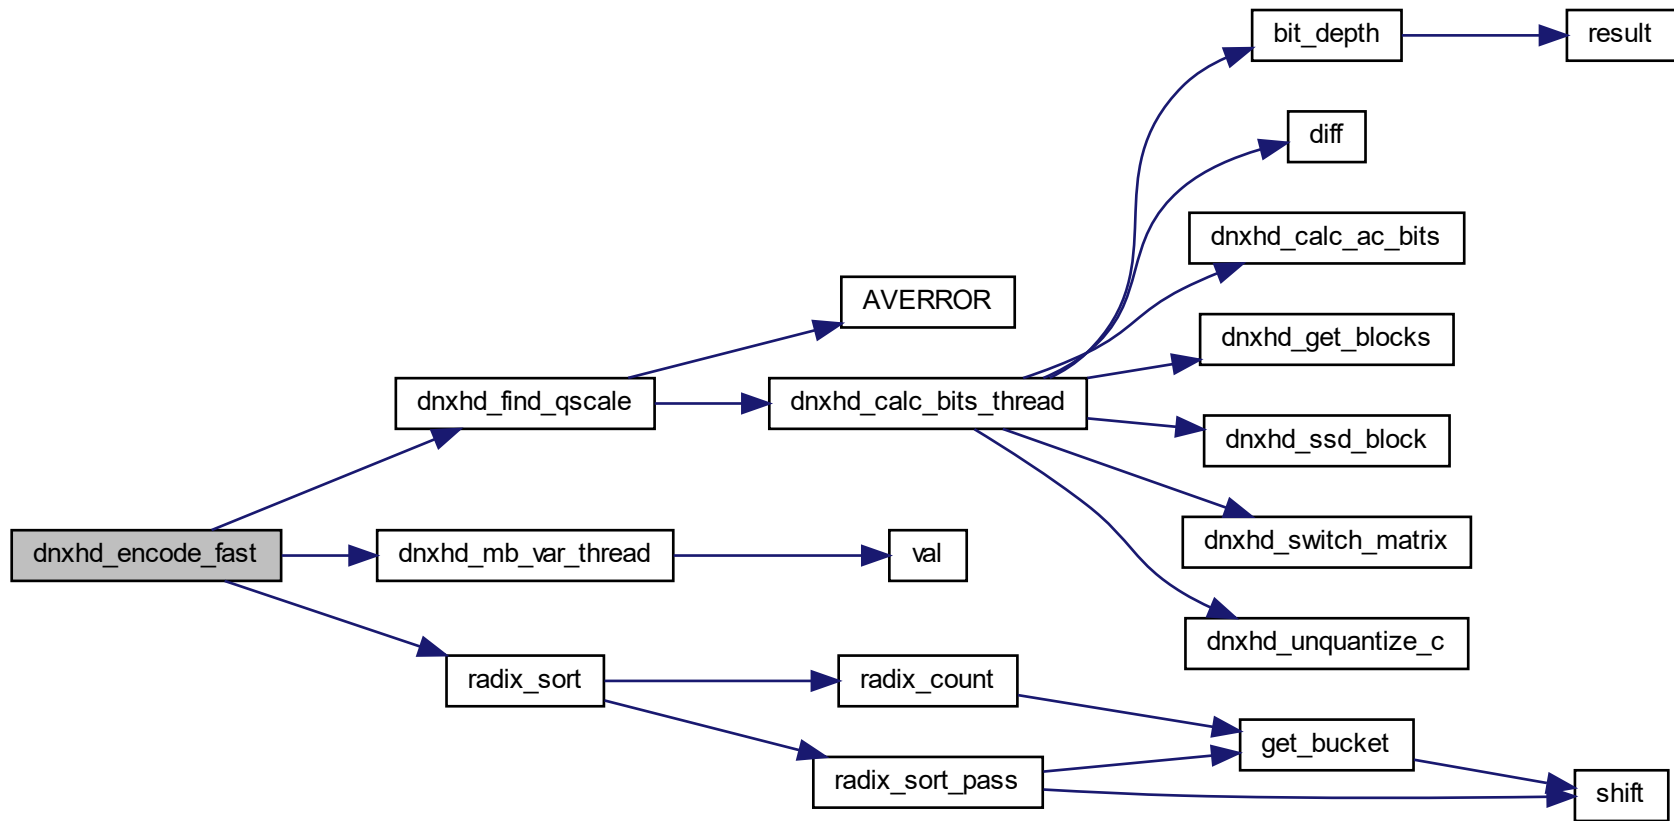 bit_depth
result
diff
dnxhd_calc_ac_bits
AVERROR
dnxhd_get_blocks
dnxhd_find_qscale
dnxhd_calc_bits_thread
dnxhd_ssd_block
dnxhd_encode_fast
dnxhd_mb_var_thread
val
dnxhd_switch_matrix
dnxhd_unquantize_c
radix_sort
radix_count
get_bucket
radix_sort_pass
shift